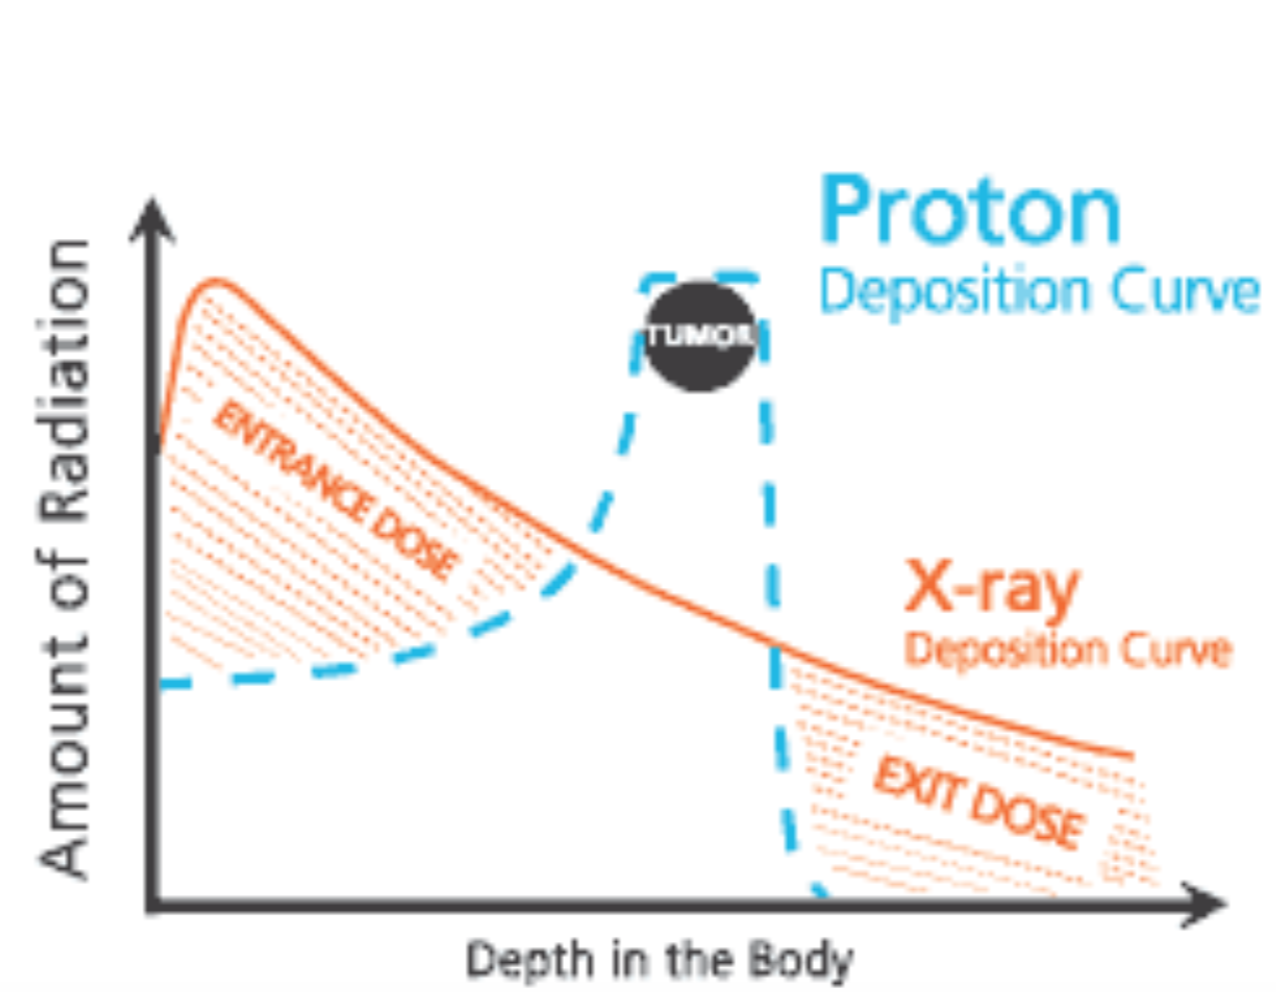 Proton
Deposition Curve
Amount of Radiation
TUMOR
ENTRANCE DOSE
X-ray
Deposition Curve
EXIT DOSE
Depth in the Body